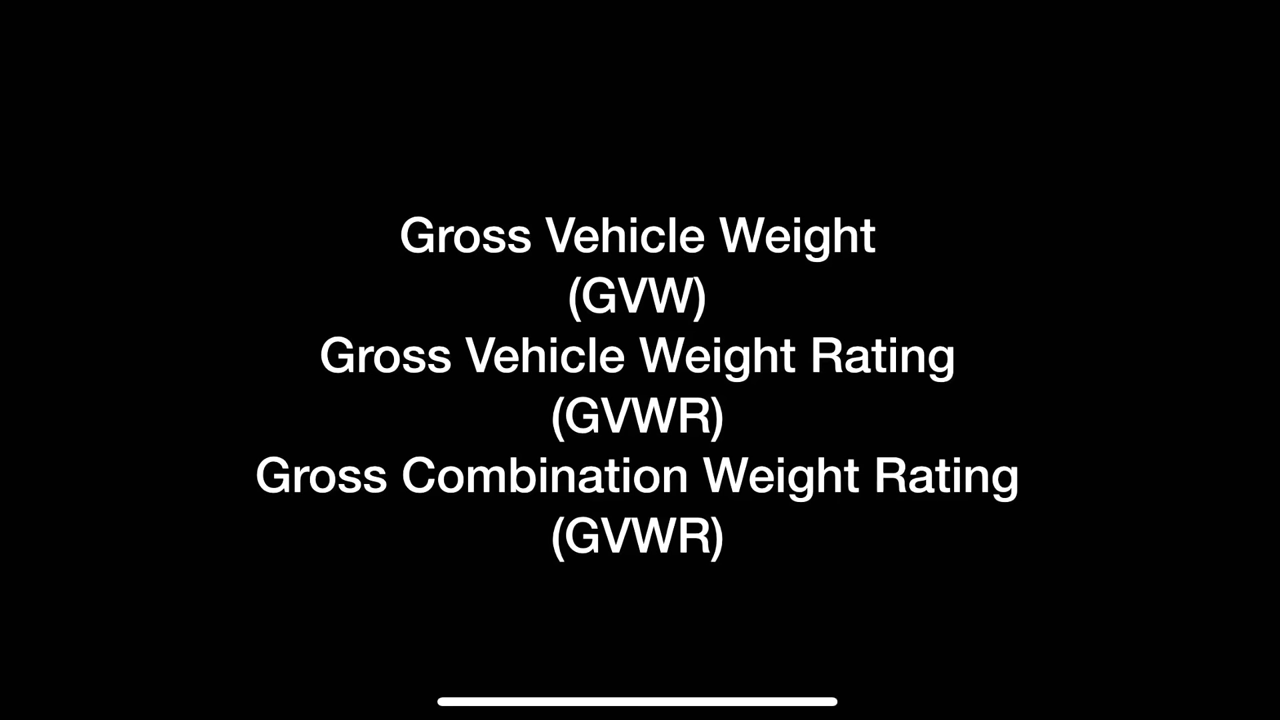 Gross Vehicle Weight
(GVW)
Gross Vehicle Weight Rating
(GVWR)
Gross Combination Weight Rating
(GVWR)